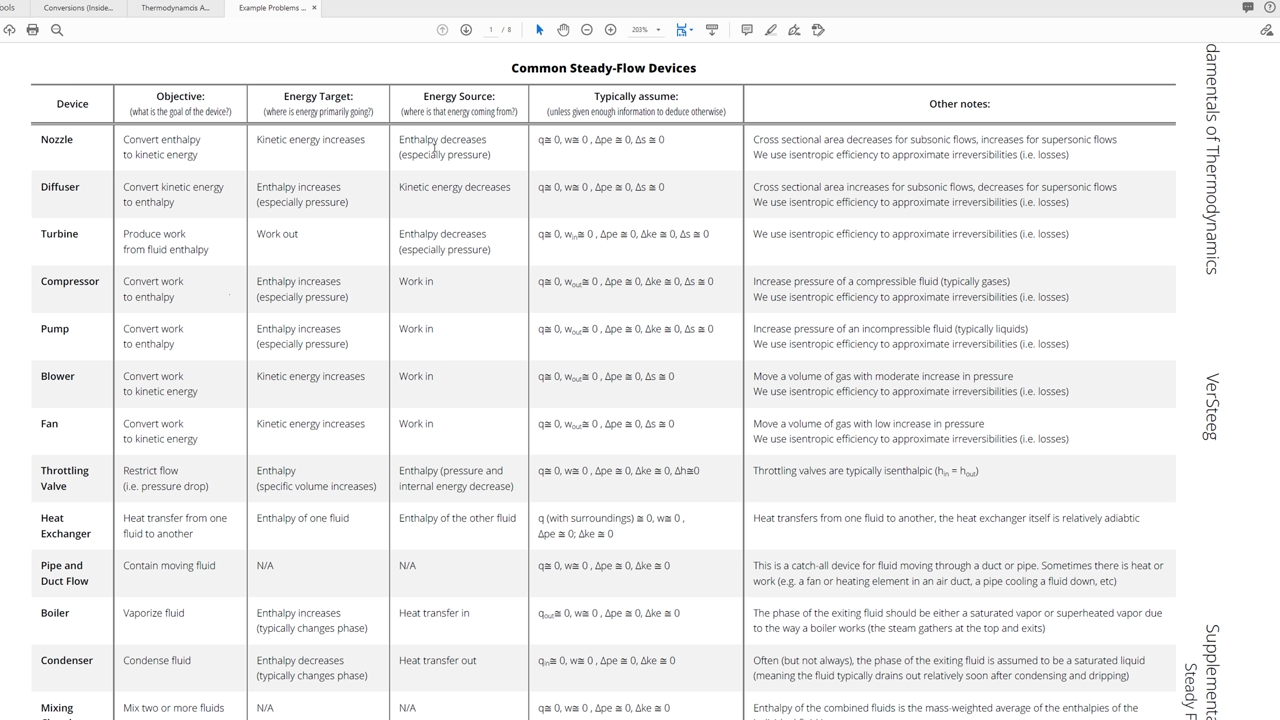 ools
Conversions (Inside...
Thermodynamcis A...
Example Problems ... ×
1 / 8
203%
Common Steady-Flow Devices
Device
Objective:
(what is the goal of the device?)
Energy Target:
(where is energy primarily going?)
Energy Source:
(where is that energy coming from?)
Typically assume:
(unless given enough information to deduce otherwise)
Other notes:
Nozzle
Convert enthalpy
to kinetic energy
Kinetic energy increases
Enthalpy decreases
(especially pressure)
q≅ 0, w≅ 0 , Δpe ≅ 0, Δs ≅ 0
Cross sectional area decreases for subsonic flows, increases for supersonic flows
We use isentropic efficiency to approximate irreversibilities (i.e. losses)
Diffuser
Convert kinetic energy
to enthalpy
Enthalpy increases
(especially pressure)
Kinetic energy decreases
q≅ 0, w≅ 0 , Δpe ≅ 0, Δs ≅ 0
Cross sectional area increases for subsonic flows, decreases for supersonic flows
We use isentropic efficiency to approximate irreversibilities (i.e. losses)
Turbine
Produce work
from fluid enthalpy
Work out
Enthalpy decreases
(especially pressure)
q≅ 0, win≅ 0 , Δpe ≅ 0, Δke ≅ 0, Δs ≅ 0
We use isentropic efficiency to approximate irreversibilities (i.e. losses)
Compressor
Convert work
to enthalpy
Enthalpy increases
(especially pressure)
Work in
q≅ 0, wout≅ 0 , Δpe ≅ 0, Δke ≅ 0, Δs ≅ 0
Increase pressure of a compressible fluid (typically gases)
We use isentropic efficiency to approximate irreversibilities (i.e. losses)
Pump
Convert work
to enthalpy
Enthalpy increases
(especially pressure)
Work in
q≅ 0, wout≅ 0 , Δpe ≅ 0, Δke ≅ 0, Δs ≅ 0
Increase pressure of an incompressible fluid (typically liquids)
We use isentropic efficiency to approximate irreversibilities (i.e. losses)
Blower
Convert work
to kinetic energy
Kinetic energy increases
Work in
q≅ 0, wout≅ 0 , Δpe ≅ 0, Δs ≅ 0
Move a volume of gas with moderate increase in pressure
We use isentropic efficiency to approximate irreversibilities (i.e. losses)
Fan
Convert work
to kinetic energy
Kinetic energy increases
Work in
q≅ 0, wout≅ 0 , Δpe ≅ 0, Δs ≅ 0
Move a volume of gas with low increase in pressure
We use isentropic efficiency to approximate irreversibilities (i.e. losses)
Throttling
Valve
Restrict flow
(i.e. pressure drop)
Enthalpy
(specific volume increases)
Enthalpy (pressure and
internal energy decrease)
q≅ 0, w≅ 0 , Δpe ≅ 0, Δke ≅ 0, Δh≅0
Throttling valves are typically isenthalpic (hin = hout)
Heat
Exchanger
Heat transfer from one
fluid to another
Enthalpy of one fluid
Enthalpy of the other fluid
q (with surroundings) ≅ 0, w≅ 0 ,
Δpe ≅ 0; Δke ≅ 0
Heat transfers from one fluid to another, the heat exchanger itself is relatively adiabtic
Pipe and
Duct Flow
Contain moving fluid
N/A
N/A
q≅ 0, w≅ 0 , Δpe ≅ 0, Δke ≅ 0
This is a catch-all device for fluid moving through a duct or pipe. Sometimes there is heat or
work (e.g. a fan or heating element in an air duct, a pipe cooling a fluid down, etc)
Boiler
Vaporize fluid
Enthalpy increases
(typically changes phase)
Heat transfer in
qout≅ 0, w≅ 0 , Δpe ≅ 0, Δke ≅ 0
The phase of the exiting fluid should be either a saturated vapor or superheated vapor due
to the way a boiler works (the steam gathers at the top and exits)
Condenser
Condense fluid
Enthalpy decreases
(typically changes phase)
Heat transfer out
qin≅ 0, w≅ 0 , Δpe ≅ 0, Δke ≅ 0
Often (but not always), the phase of the exiting fluid is assumed to be a saturated liquid
(meaning the fluid typically drains out relatively soon after condensing and dripping)
Mixing
Mix two or more fluids
N/A
N/A
q≅ 0, w≅ 0 , Δpe ≅ 0, Δke ≅ 0
Enthalpy of the combined fluids is the mass-weighted average of the enthalpies of the
damentals of Thermodynamics
VerSteeg
Supplementa
Steady F